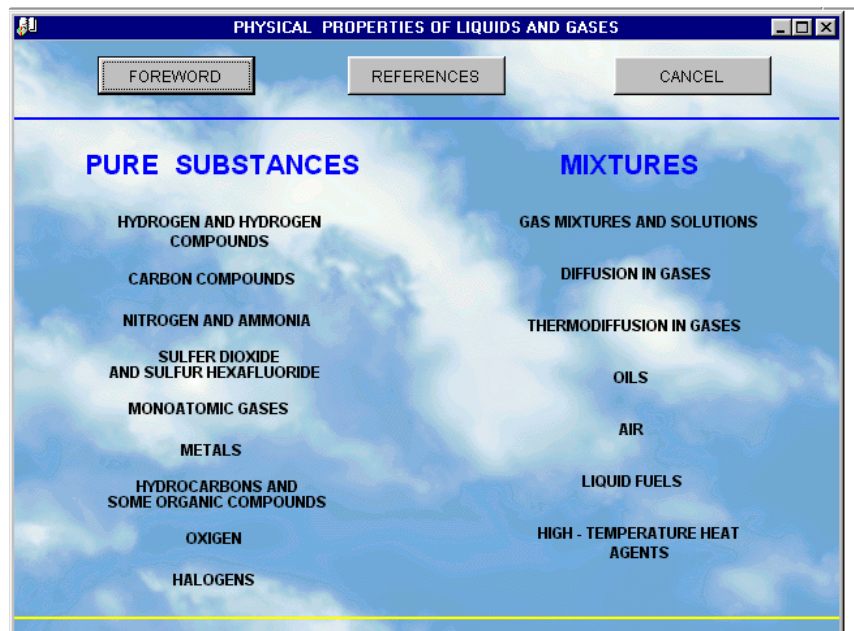 PHYSICAL PROPERTIES OF LIQUIDS AND GASES
FOREWORD
REFERENCES
CANCEL
PURE SUBSTANCES
HYDROGEN AND HYDROGEN
COMPOUNDS
CARBON COMPOUNDS
NITROGEN AND AMMONIA
SULFER DIOXIDE
AND SULFUR HEXAFLUORIDE
MONOATOMIC GASES
METALS
HYDROCARBONS AND
SOME ORGANIC COMPOUNDS
OXIGEN
HALOGENS
MIXTURES
GAS MIXTURES AND SOLUTIONS
DIFFUSION IN GASES
THERMODIFFUSION IN GASES
OILS
AIR
LIQUID FUELS
HIGH - TEMPERATURE HEAT
AGENTS